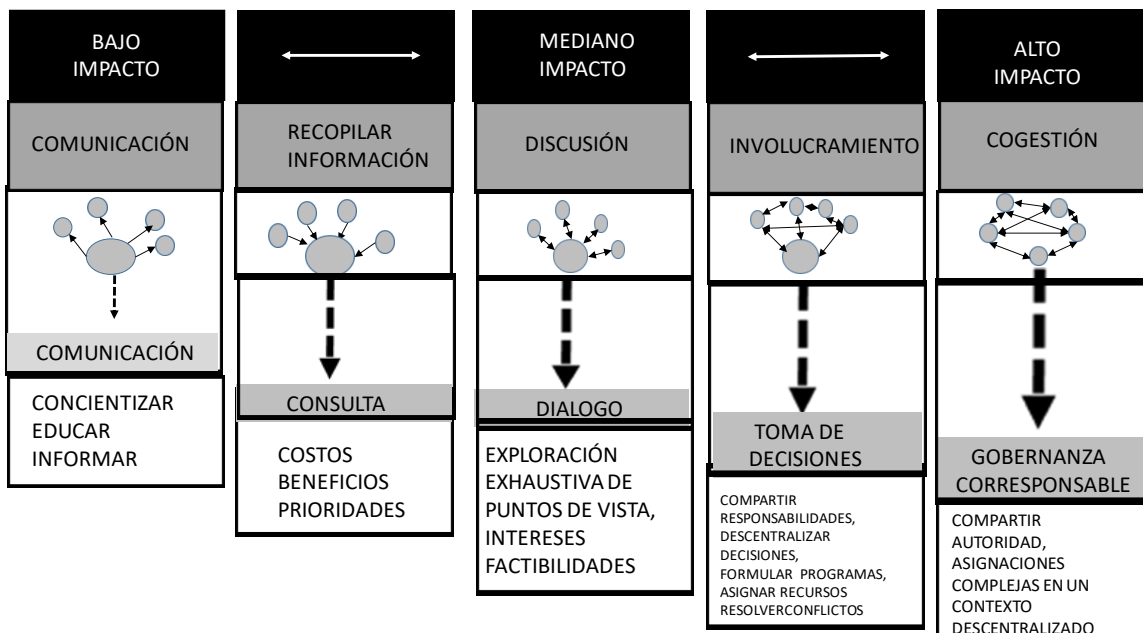 BAJO
IMPACTO
MEDIANO
IMPACTO
ALTO
IMPACTO
COMUNICACIÓN
RECOPILAR
INFORMACIÓN
DISCUSIÓN
INVOLUCRAMIENTO
COGESTIÓN
COMUNICACIÓN
CONSULTA
DIALOGO
TOMA DE
DECISIONES
GOBERNANZA
CORRESPONSABLE
CONCIENTIZAR
EDUCAR
INFORMAR
COSTOS
BENEFICIOS
PRIORIDADES
EXPLORACIÓN
EXHAUSTIVA DE
PUNTOS DE VISTA,
INTERESES
FACTIBILIDADES
COMPARTIR
RESPONSABILIDADES,
DESCENTRALIZAR
DECISIONES,
FORMULAR PROGRAMAS,
ASIGNAR RECURSOS
RESOLVERCONFLICTOS
COMPARTIR
AUTORIDAD,
ASIGNACIONES
COMPLEJAS EN UN
CONTEXTO
DESCENTRALIZADO